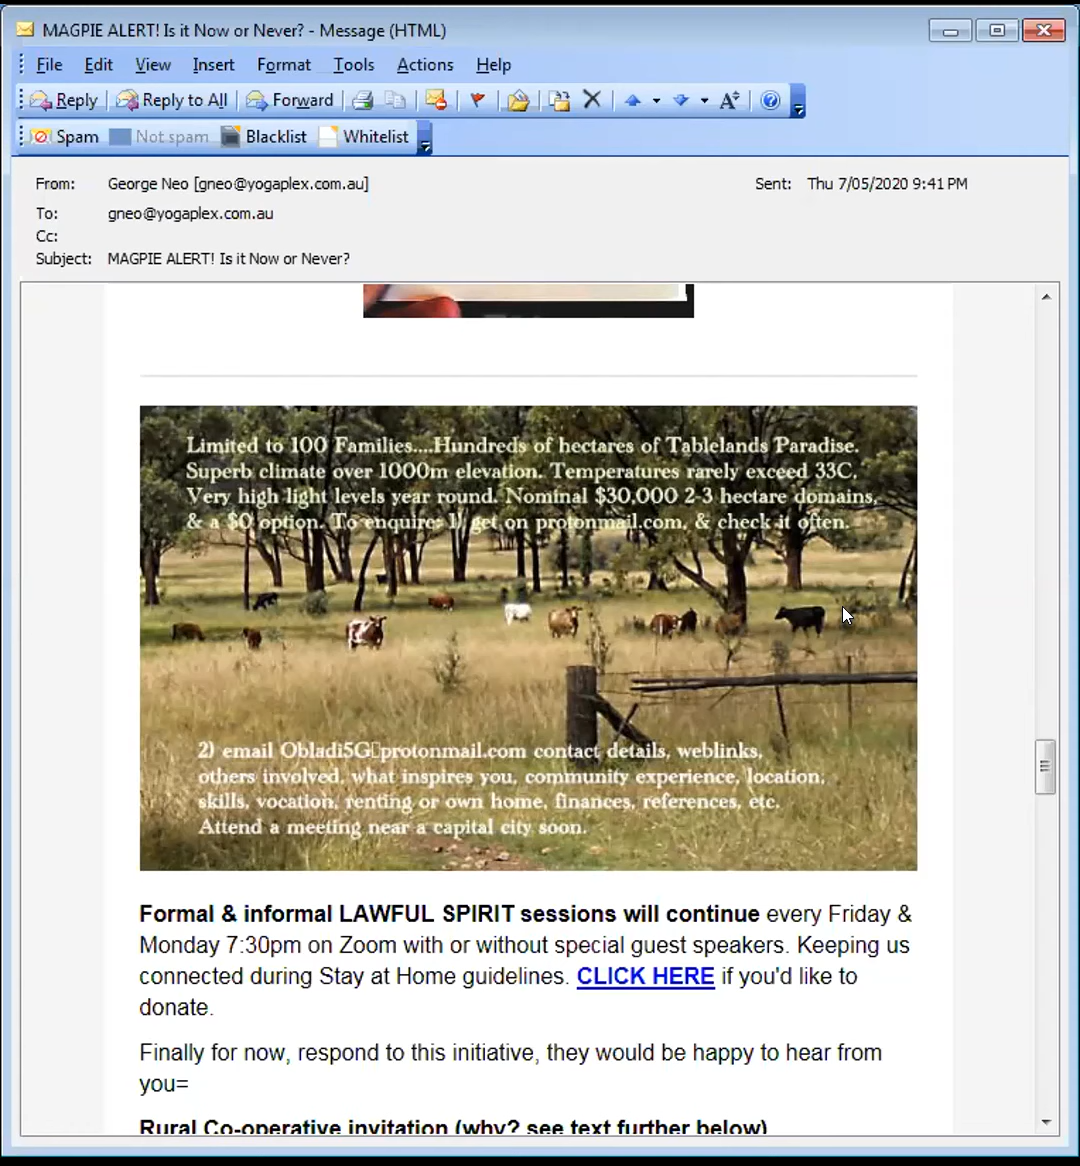 MAGPIE ALERT! Is it Now or Never? - Message (HTML)
File Edit View Insert Format Tools Actions Help
Reply Reply to All Forward
Spam Not spam Blacklist Whitelist
From: George Neo [gneo@yogaplex.com.au] Sent: Thu 7/05/2020 9:41 PM
To: gneo@yogaplex.com.au
Cc:
Subject: MAGPIE ALERT! Is it Now or Never?
Limited to 100 Families....Hundreds of hectares of Tablelands Paradise.
Superb climate over 1000m elevation. Temperatures rarely exceed 33C.
Very high light levels year round. Nominal $30,000 2-3 hectare domains,
& a $0 option. To enquire: 1) get on protonmail.com, & check it often.
2) email Obladi5G▯protonmail.com contact details, weblinks,
others involved, what inspires you, community experience, location,
skills, vocation, renting or own home, finances, references, etc.
Attend a meeting near a capital city soon.
Formal & informal LAWFUL SPIRIT sessions will continue every Friday &
Monday 7:30pm on Zoom with or without special guest speakers. Keeping us
connected during Stay at Home guidelines. CLICK HERE if you'd like to
donate.
Finally for now, respond to this initiative, they would be happy to hear from
you=
Rural Co-operative invitation (why? see text further below)